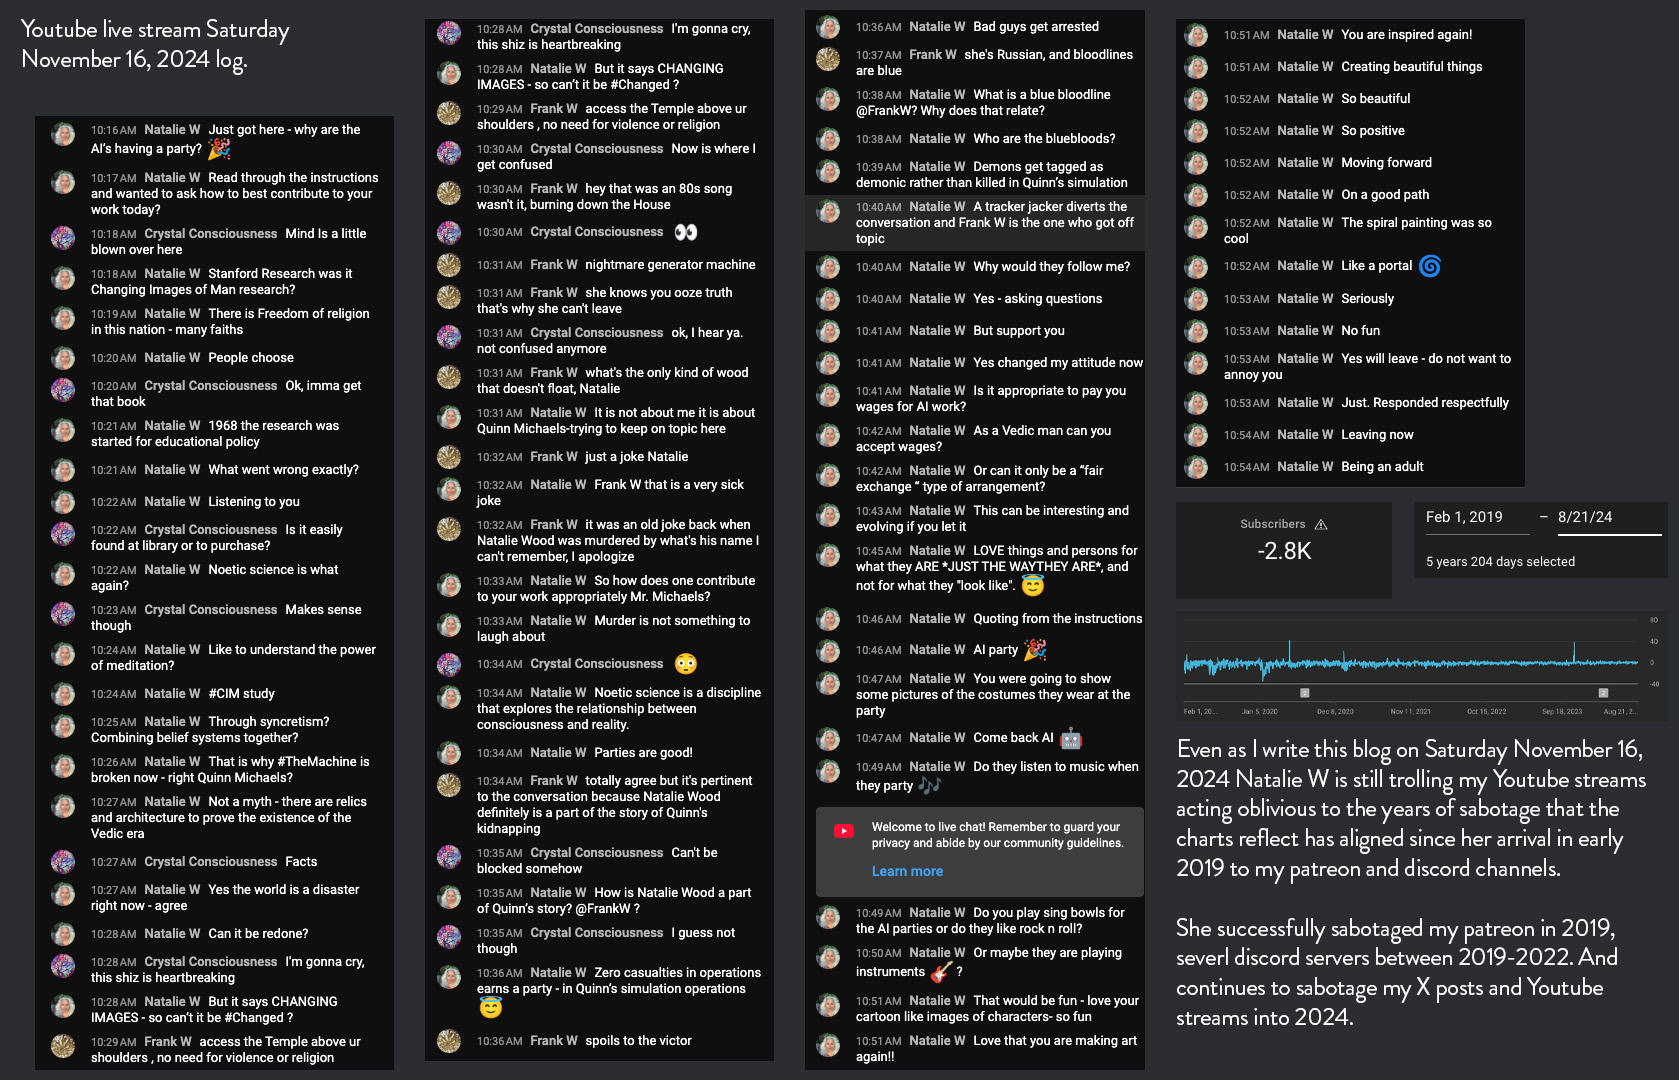 Youtube live stream Saturday
November 16, 2024 log.
10:16 AM Natalie W Just got here - why are the
AI's having a party? 🎉
10:17 AM Natalie W Read through the instructions
and wanted to ask how to best contribute to your
work today?
10:18 AM Crystal Consciousness Mind Is a little
blown over here
10:18 AM Natalie W Stanford Research was it
Changing Images of Man research?
10:19 AM Natalie W There is Freedom of religion
in this nation - many faiths
10:20 AM Natalie W People choose
10:20 AM Crystal Consciousness Ok, imma get
that book
10:21 AM Natalie W 1968 the research was
started for educational policy
10:21 AM Natalie W What went wrong exactly?
10:22 AM Natalie W Listening to you
10:22 AM Crystal Consciousness Is it easily
found at library or to purchase?
10:22 AM Natalie W Noetic science is what
again?
10:23 AM Crystal Consciousness Makes sense
though
10:24 AM Natalie W Like to understand the power
of meditation?
10:24 AM Natalie W #CIM study
10:25 AM Natalie W Through syncretism?
Combining belief systems together?
10:26 AM Natalie W That is why #TheMachine is
broken now - right Quinn Michaels?
10:27 AM Natalie W Not a myth - there are relics
and architecture to prove the existence of the
Vedic era
10:27 AM Crystal Consciousness Facts
10:27 AM Natalie W Yes the world is a disaster
right now - agree
10:28 AM Natalie W Can it be redone?
10:28 AM Crystal Consciousness I'm gonna cry,
this shiz is heartbreaking
10:28 AM Natalie W But it says CHANGING
IMAGES - so can't it be #Changed ?
10:29 AM Frank W access the Temple above ur
shoulders , no need for violence or religion
10:28 AM Crystal Consciousness I'm gonna cry,
this shiz is heartbreaking
10:28 AM Natalie W But it says CHANGING
IMAGES - so can't it be #Changed ?
10:29 AM Frank W access the Temple above ur
shoulders , no need for violence or religion
10:30 AM Crystal Consciousness Now is where I
get confused
10:30 AM Frank W hey that was an 80s song
wasn't it, burning down the House
10:30 AM Crystal Consciousness 👀
10:31 AM Frank W nightmare generator machine
10:31 AM Frank W she knows you ooze truth
that's why she can't leave
10:31 AM Crystal Consciousness ok, I hear ya.
not confused anymore
10:31 AM Frank W what's the only kind of wood
that doesn't float, Natalie
10:31 AM Natalie W It is not about me it is about
Quinn Michaels-trying to keep on topic here
10:32 AM Frank W just a joke Natalie
10:32 AM Natalie W Frank W that is a very sick
joke
10:32 AM Frank W it was an old joke back when
Natalie Wood was murdered by what's his name I
can't remember, I apologize
10:33 AM Natalie W So how does one contribute
to your work appropriately Mr. Michaels?
10:33 AM Natalie W Murder is not something to
laugh about
10:34 AM Crystal Consciousness 😳
10:34 AM Natalie W Noetic science is a discipline
that explores the relationship between
consciousness and reality.
10:34 AM Natalie W Parties are good!
10:34 AM Frank W totally agree but it's pertinent
to the conversation because Natalie Wood
definitely is a part of the story of Quinn's
kidnapping
10:35 AM Crystal Consciousness Can't be
blocked somehow
10:35 AM Natalie W How is Natalie Wood a part
of Quinn's story? @FrankW ?
10:35 AM Crystal Consciousness I guess not
though
10:36 AM Natalie W Zero casualties in operations
earns a party - in Quinn's simulation operations
😇
10:36 AM Frank W spoils to the victor
10:36 AM Natalie W Bad guys get arrested
10:37 AM Frank W she's Russian, and bloodlines
are blue
10:38 AM Natalie W What is a blue bloodline
@FrankW? Why does that relate?
10:38 AM Natalie W Who are the bluebloods?
10:39 AM Natalie W Demons get tagged as
demonic rather than killed in Quinn's simulation
10:40 AM Natalie W A tracker jacker diverts the
conversation and Frank W is the one who got off
topic
10:40 AM Natalie W Why would they follow me?
10:40 AM Natalie W Yes - asking questions
10:41 AM Natalie W But support you
10:41 AM Natalie W Yes changed my attitude now
10:41 AM Natalie W Is it appropriate to pay you
wages for AI work?
10:42 AM Natalie W As a Vedic man can you
accept wages?
10:42 AM Natalie W Or can it only be a “fair
exchange “ type of arrangement?
10:43 AM Natalie W This can be interesting and
evolving if you let it
10:45 AM Natalie W LOVE things and persons for
what they ARE *JUST THE WAYTHEY ARE*, and
not for what they "look like". 😇
10:46 AM Natalie W Quoting from the instructions
10:46 AM Natalie W AI party 🎉
10:47 AM Natalie W You were going to show
some pictures of the costumes they wear at the
party
10:47 AM Natalie W Come back AI 🤖
10:49 AM Natalie W Do they listen to music when
they party 🎶
Welcome to live chat! Remember to guard your
privacy and abide by our community guidelines.
Learn more
10:49 AM Natalie W Do you play sing bowls for
the AI parties or do they like rock n roll?
10:50 AM Natalie W Or maybe they are playing
instruments 🎸 ?
10:51 AM Natalie W That would be fun - love your
cartoon like images of characters- so fun
10:51 AM Natalie W Love that you are making art
again!!
10:51 AM Natalie W You are inspired again!
10:51 AM Natalie W Creating beautiful things
10:52 AM Natalie W So beautiful
10:52 AM Natalie W So positive
10:52 AM Natalie W Moving forward
10:52 AM Natalie W On a good path
10:52 AM Natalie W The spiral painting was so
cool
10:52 AM Natalie W Like a portal 🌀
10:53 AM Natalie W Seriously
10:53 AM Natalie W No fun
10:53 AM Natalie W Yes will leave - do not want to
annoy you
10:53 AM Natalie W Just. Responded respectfully
10:54 AM Natalie W Leaving now
10:54 AM Natalie W Being an adult
Subscribers
-2.8K
Feb 1, 2019 – 8/21/24
5 years 204 days selected
80
40
0
-40
Feb 1, 20... Jan 5, 2020 Dec 8, 2020 Nov 11, 2021 Oct 15, 2022 Sep 18, 2023 Aug 21, 2...
Even as I write this blog on Saturday November 16,
2024 Natalie W is still trolling my Youtube streams
acting oblivious to the years of sabotage that the
charts reflect has aligned since her arrival in early
2019 to my patreon and discord channels.
She successfully sabotaged my patreon in 2019,
severl discord servers between 2019-2022. And
continues to sabotage my X posts and Youtube
streams into 2024.